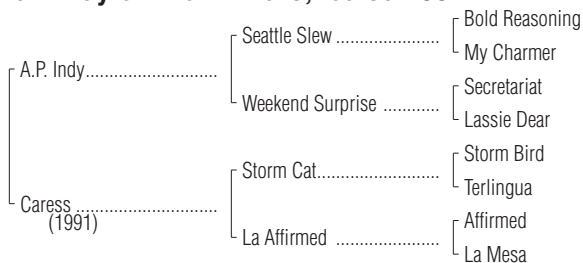 Bold Reasoning
Seattle Slew ....................
My Charmer
A.P. Indy.........................
Secretariat
Weekend Surprise ...........
Lassie Dear
Storm Bird
Storm Cat.......................
Terlingua
Caress ...........................
(1991)
Affirmed
La Affirmed ....................
La Mesa